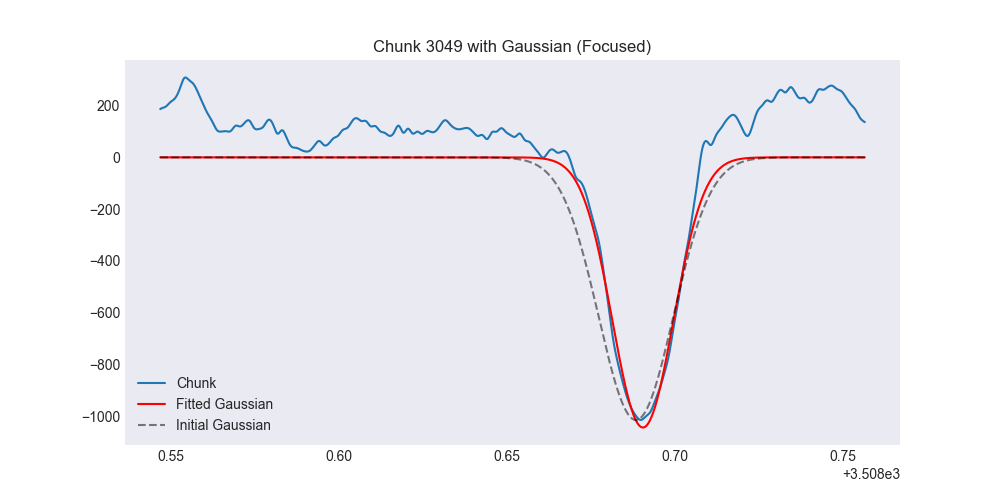 Chunk 3049 with Gaussian (Focused)
200
0
−200
−400
−600
−800
−1000
Chunk
Fitted Gaussian
Initial Gaussian
0.55 0.60 0.65 0.70 0.75
+3.508e3